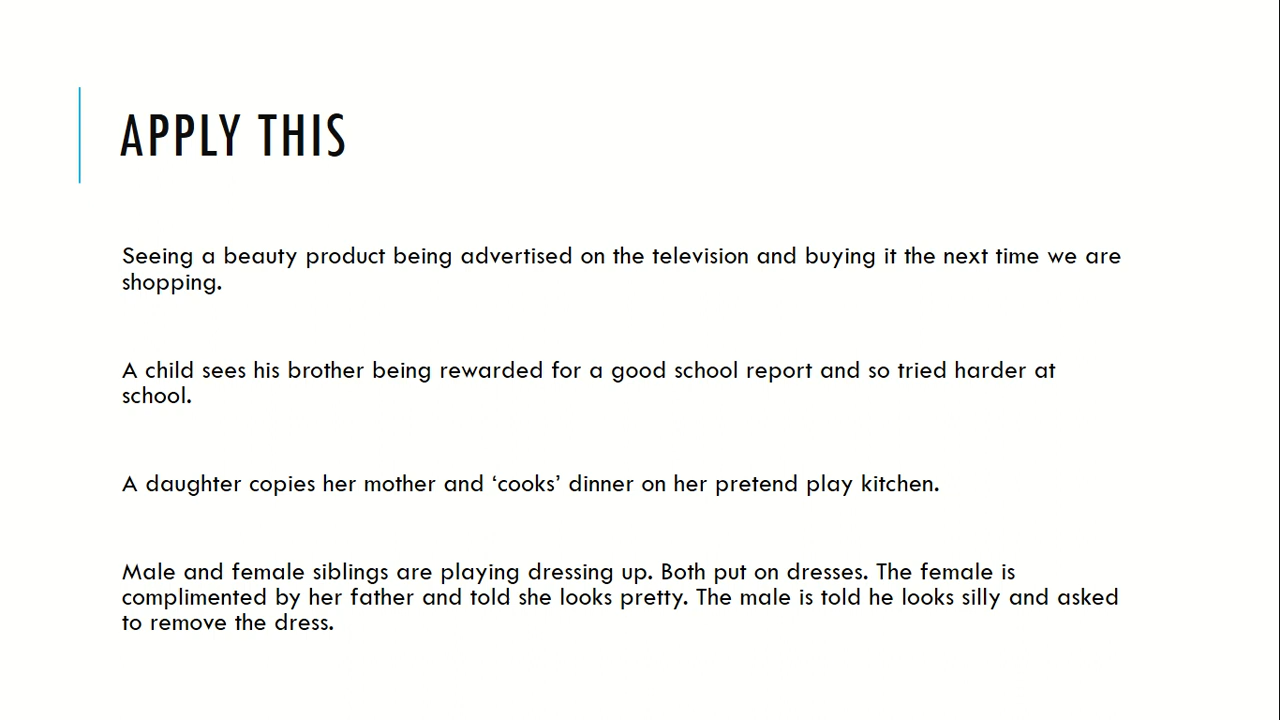 APPLY THIS
Seeing a beauty product being advertised on the television and buying it the next time we are
shopping.
A child sees his brother being rewarded for a good school report and so tried harder at
school.
A daughter copies her mother and ‘cooks’ dinner on her pretend play kitchen.
Male and female siblings are playing dressing up. Both put on dresses. The female is
complimented by her father and told she looks pretty. The male is told he looks silly and asked
to remove the dress.